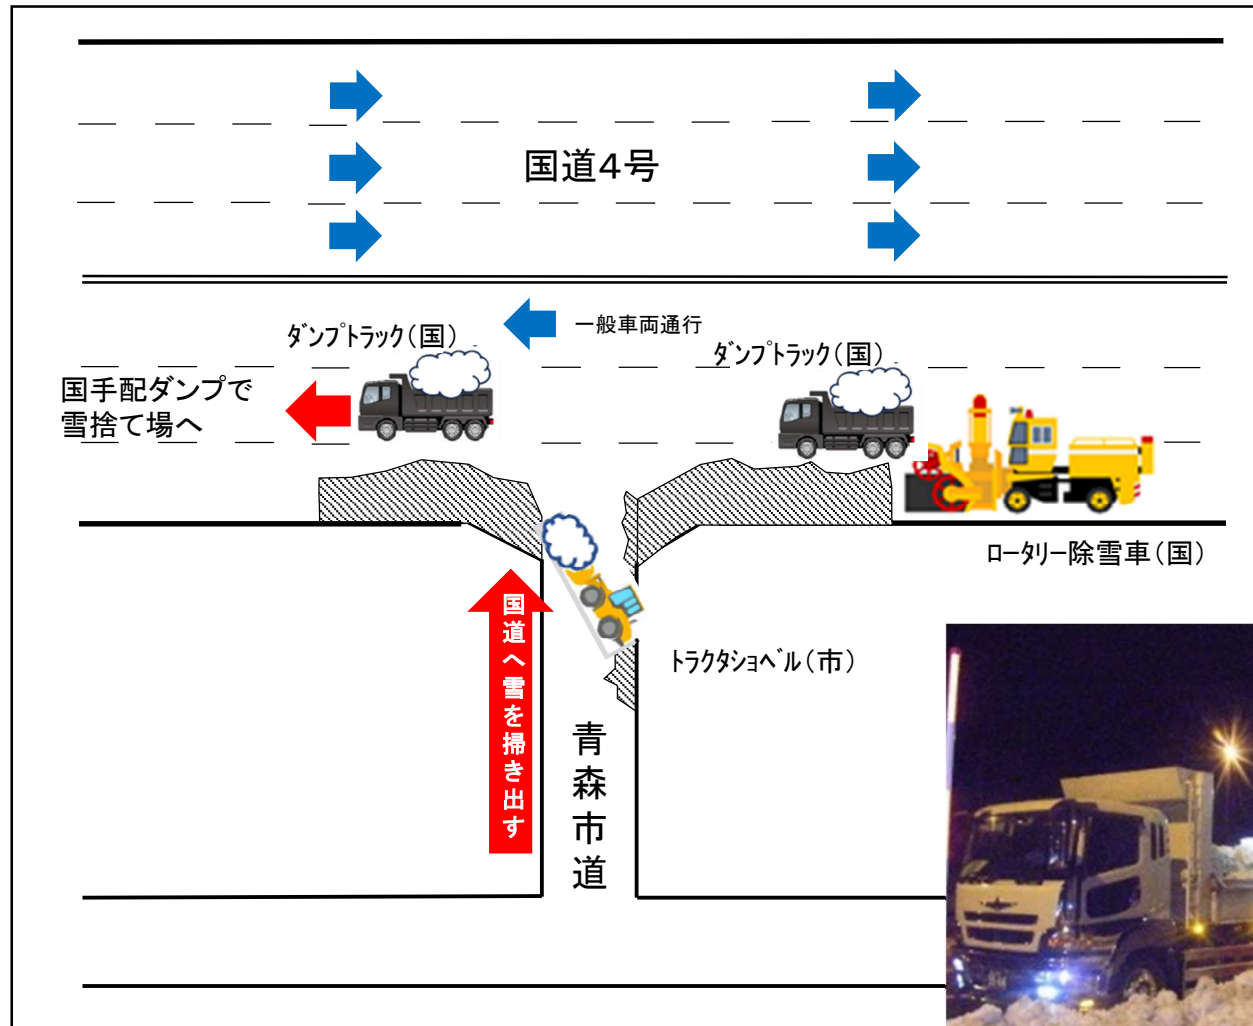 国道4号
一般車両通行
ﾀﾞﾝﾌﾟﾄﾗｯｸ（国）
ﾀﾞﾝﾌﾟﾄﾗｯｸ（国）
国手配ダンプで
雪捨て場へ
ﾛｰﾀﾘｰ除雪車（国）
国道へ雪を掃き出す
ﾄﾗｸﾀｼｮﾍﾞﾙ（市）
青森市道